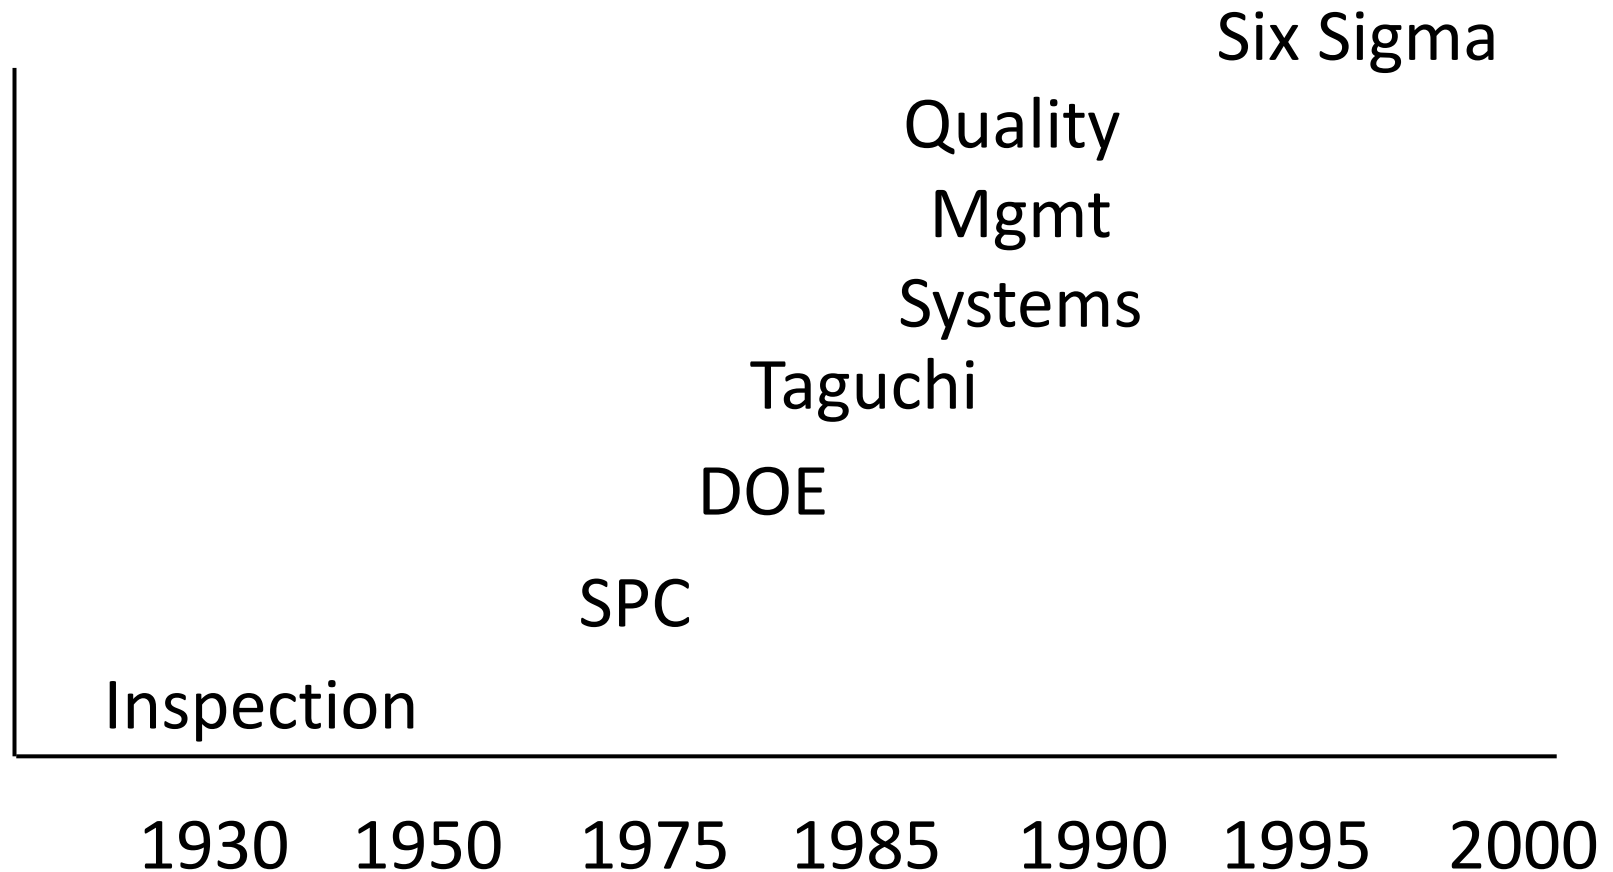 Six Sigma
Quality
Mgmt
Systems
Taguchi
DOE
SPC
Inspection
1930 1950 1975 1985 1990 1995 2000